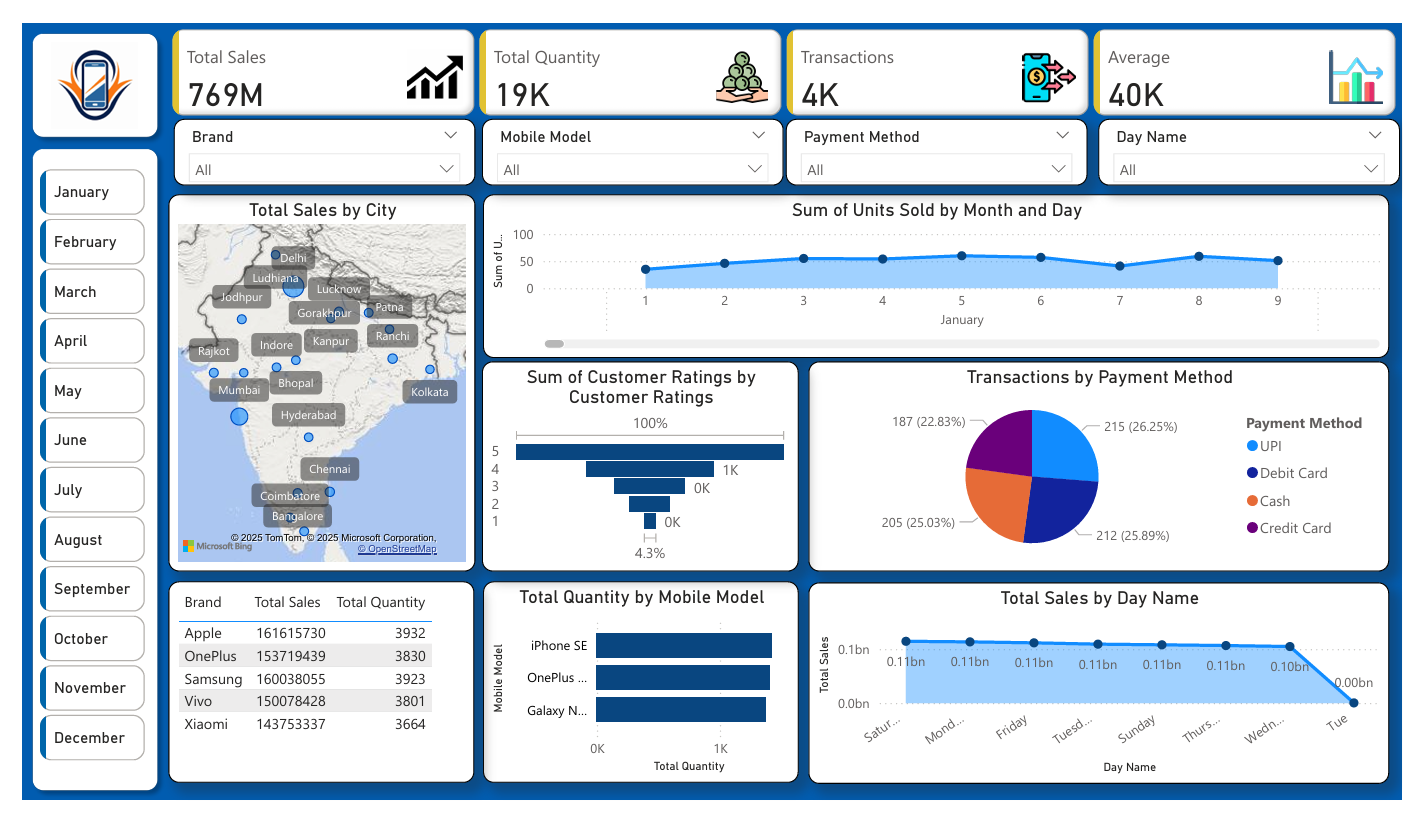 Total Sales
769M
Total Quantity
19K
Transactions
4K
Average
40K
Brand
All
Mobile Model
All
Payment Method
All
Day Name
All
January
February
March
April
May
June
July
August
September
October
November
December
Total Sales by City
Delhi
Ludhiana
Lucknow
Jodhpur
Gorakhpur
Patna
Ranchi
Kanpur
Indore
Rajkot
Bhopal
Mumbai
Kolkata
Hyderabad
Chennai
Coimbatore
Bangalore
© 2025 TomTom, © 2025 Microsoft Corporation,
Microsoft Bing
© OpenStreetMap
Sum of Units Sold by Month and Day
Sum of U...
100
50
0
1 2 3 4 5 6 7 8 9
January
Sum of Customer Ratings by
Customer Ratings
100%
5
4 1K
3 0K
2
1 0K
4.3%
Transactions by Payment Method
187 (22.83%)
215 (26.25%)
205 (25.03%)
212 (25.89%)
Payment Method
UPI
Debit Card
Cash
Credit Card
Brand Total Sales Total Quantity
Apple 161615730 3932
OnePlus 153719439 3830
Samsung 160038055 3923
Vivo 150078428 3801
Xiaomi 143753337 3664
Total Quantity by Mobile Model
Mobile Model
iPhone SE
OnePlus ...
Galaxy N...
0K 1K
Total Quantity
Total Sales by Day Name
Total Sales
0.1bn
0.0bn
0.11bn 0.11bn 0.11bn 0.11bn 0.11bn 0.11bn 0.10bn 0.00bn
Satur... Mond... Friday Tuesd... Sunday Thurs... Wedn... Tue
Day Name